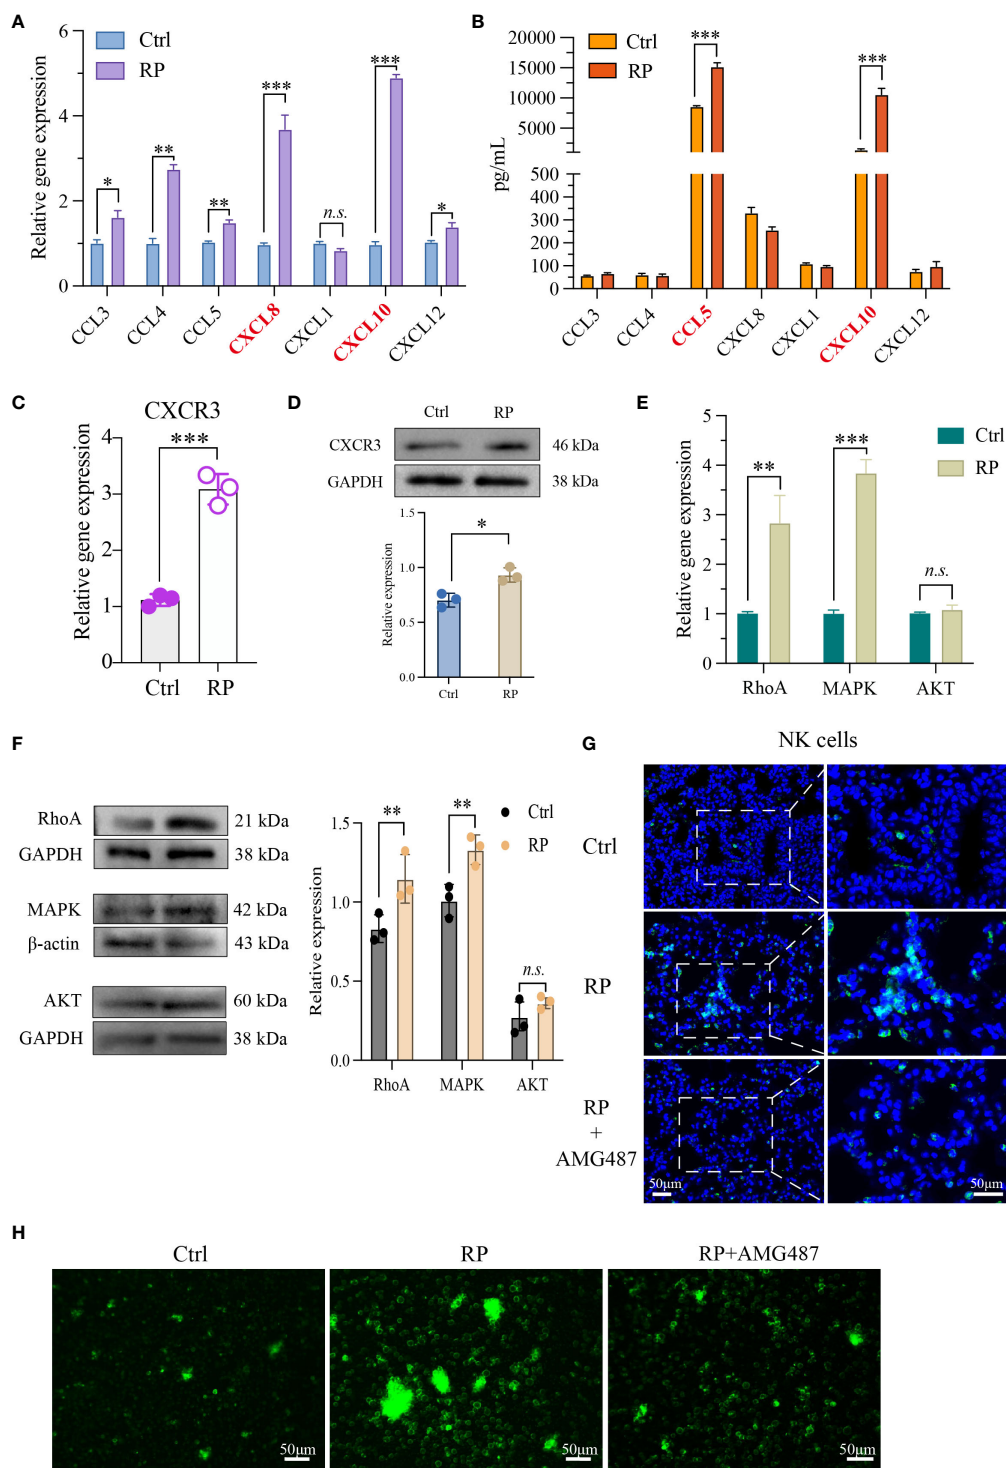 A
Relative gene expression
6
4
2
0
Ctrl
RP
*
**
**
***
n.s.
***
*
CCL3
CCL4
CCL5
CXCL8
CXCL1
CXCL10
CXCL12
B
pg/mL
20000
15000
10000
5000
500
400
300
200
100
0
Ctrl
RP
***
***
CCL3
CCL4
CCL5
CXCL8
CXCL1
CXCL10
CXCL12
C
CXCR3
Relative gene expression
4
3
2
1
0
***
Ctrl
RP
D
Ctrl
RP
CXCR3
46 kDa
GAPDH
38 kDa
Relative expression
1.5
1.0
0.5
0.0
*
Ctrl
RP
E
Relative gene expression
5
4
3
2
1
0
Ctrl
RP
**
***
n.s.
RhoA
MAPK
AKT
F
RhoA
21 kDa
GAPDH
38 kDa
MAPK
42 kDa
β-actin
43 kDa
AKT
60 kDa
GAPDH
38 kDa
Relative expression
1.5
1.0
0.5
0.0
**
**
n.s.
Ctrl
RP
RhoA
MAPK
AKT
G
NK cells
Ctrl
RP
RP
+
AMG487
50μm
50μm
H
Ctrl
RP
RP+AMG487
50μm
50μm
50μm